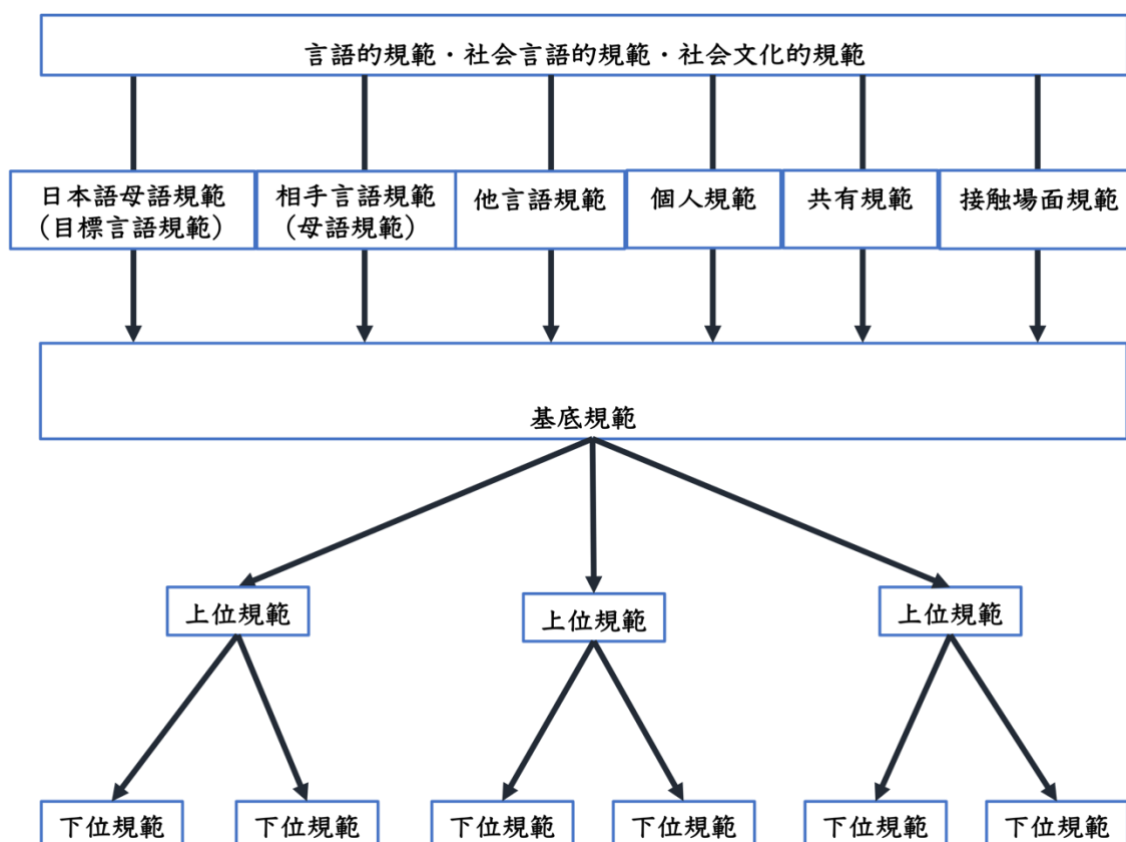 言語的規範・社会言語的規範・社会文化的規範
日本語母語規範
(目標言語規範)
相手言語規範
(母語規範)
他言語規範
個人規範
共有規範
接触場面規範
基底規範
上位規範
上位規範
上位規範
下位規範
下位規範
下位規範
下位規範
下位規範
下位規範